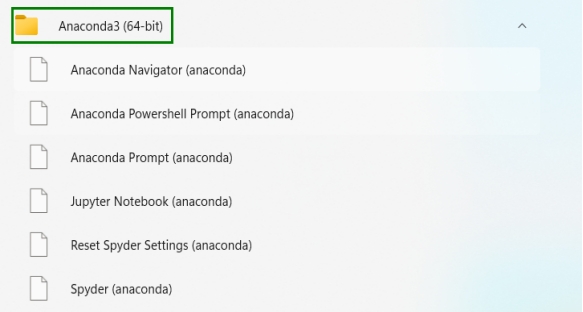 Anaconda3 (64-bit)
Anaconda Navigator (anaconda)
Anaconda Powershell Prompt (anaconda)
Anaconda Prompt (anaconda)
Jupyter Notebook (anaconda)
Reset Spyder Settings (anaconda)
Spyder (anaconda)